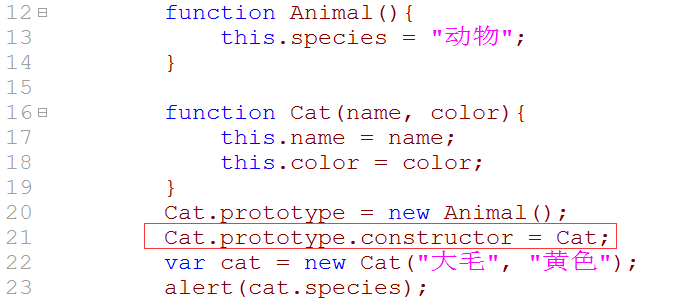 12 function Animal(){
13 this.species = "动物";
14 }
15
16 function Cat(name, color){
17 this.name = name;
18 this.color = color;
19 }
20 Cat.prototype = new Animal();
21 Cat.prototype.constructor = Cat;
22 var cat = new Cat("大毛", "黄色");
23 alert(cat.species);